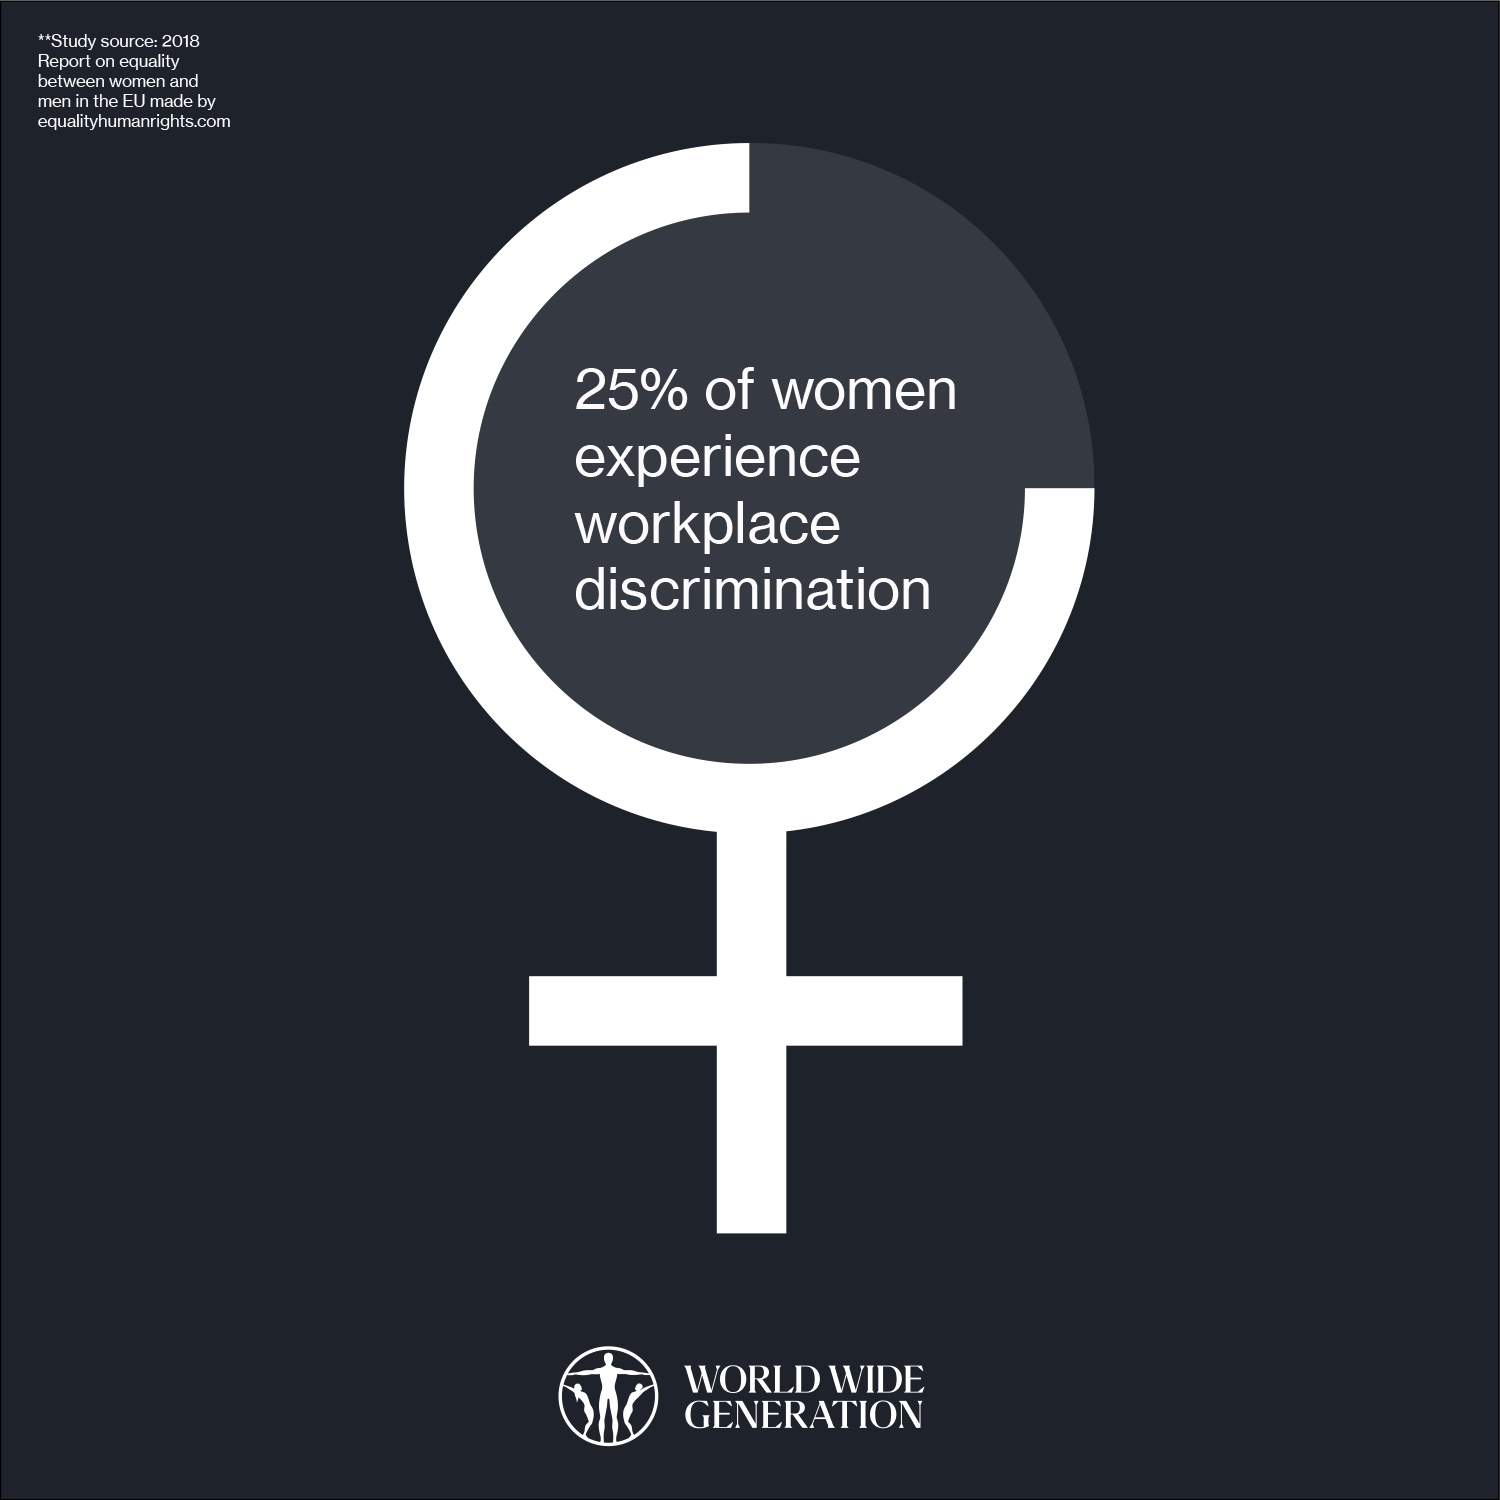 **Study source: 2018
Report on equality
between women and
men in the EU made by
equalityhumanrights.com
25% of women
experience
workplace
discrimination
WORLD WIDE
GENERATION